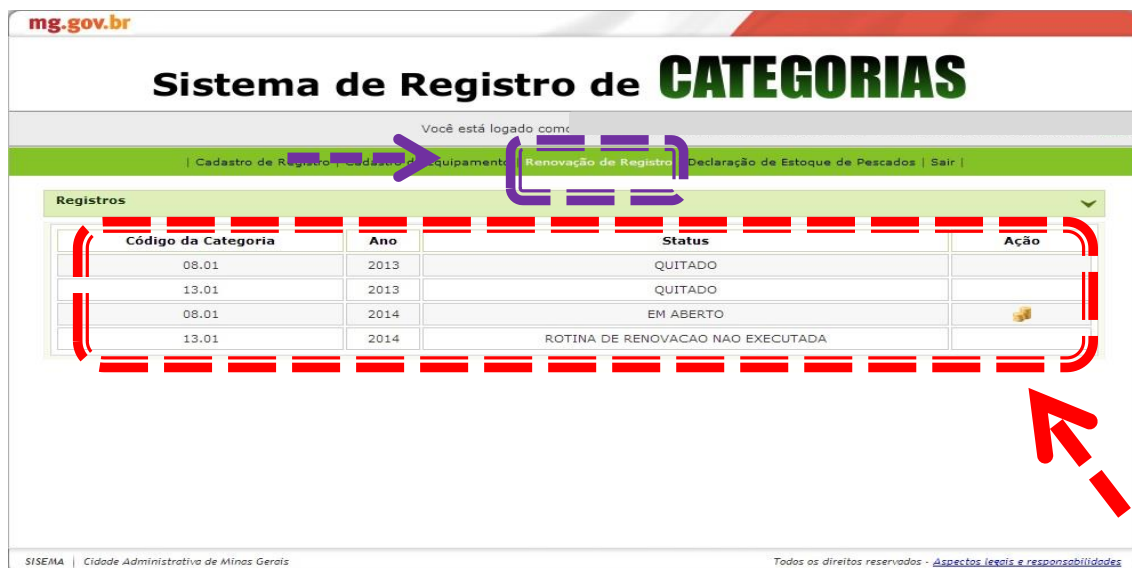 mg.gov.br
Sistema de Registro de CATEGORIAS
Você está logado como
| Cadastro de Registro | Cadastro de Equipamento | Renovação de Registro | Declaração de Estoque de Pescados | Sair |
Registros
Código da Categoria Ano Status Ação
08.01 2013 QUITADO
13.01 2013 QUITADO
08.01 2014 EM ABERTO
13.01 2014 ROTINA DE RENOVACAO NAO EXECUTADA
SISEMA | Cidade Administrativa de Minas Gerais Todos os direitos reservados - Aspectos legais e responsabilidades